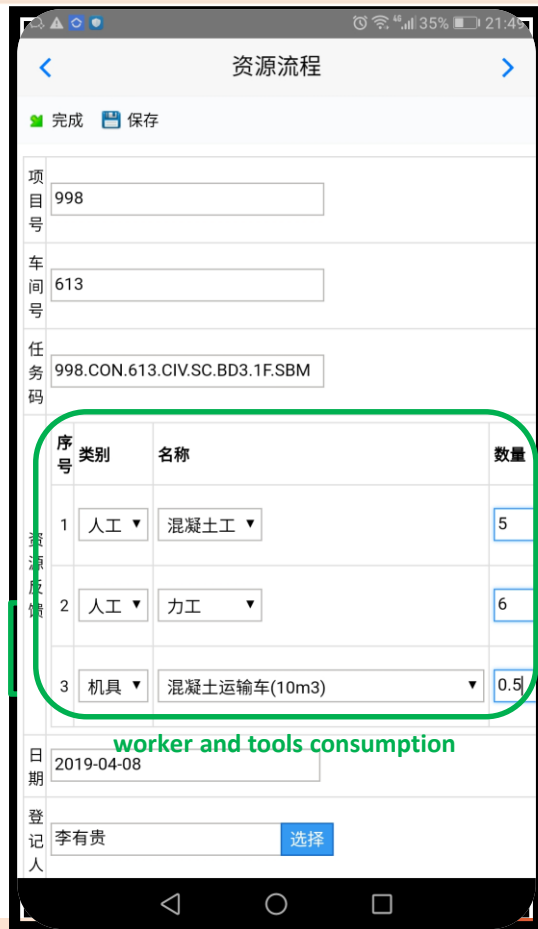 35% 21:49
资源流程
完成 保存
项目号 998
车间号 613
任务码 998.CON.613.CIV.SC.BD3.1F.SBM
资源反馈
序号 类别 名称 数量
1 人工 混凝土工 5
2 人工 力工 6
3 机具 混凝土运输车(10m3) 0.5
worker and tools consumption
日期 2019-04-08
登记人 李有贵 选择